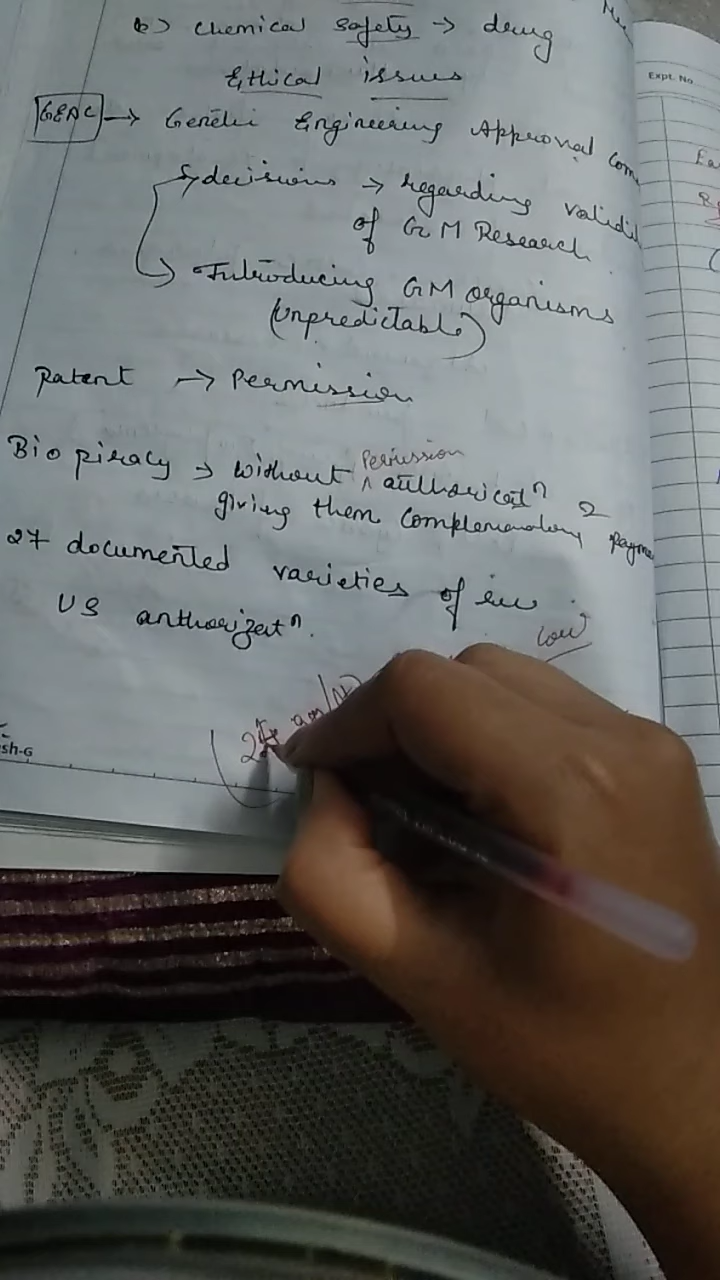 b) chemical safety → drug
Ethical issues
Expt. No
GEAC → Genetic Engineering Approval Com
↳ decisions → regarding validi
of GM Research
↳ Introducing GM organisms
(unpredictable)
Patent → Permission
Permission
Bio piracy → without ^ authorizatⁿ &
giving them compensatory payme
27 documented varieties of
US authorizatⁿ.
sh-G